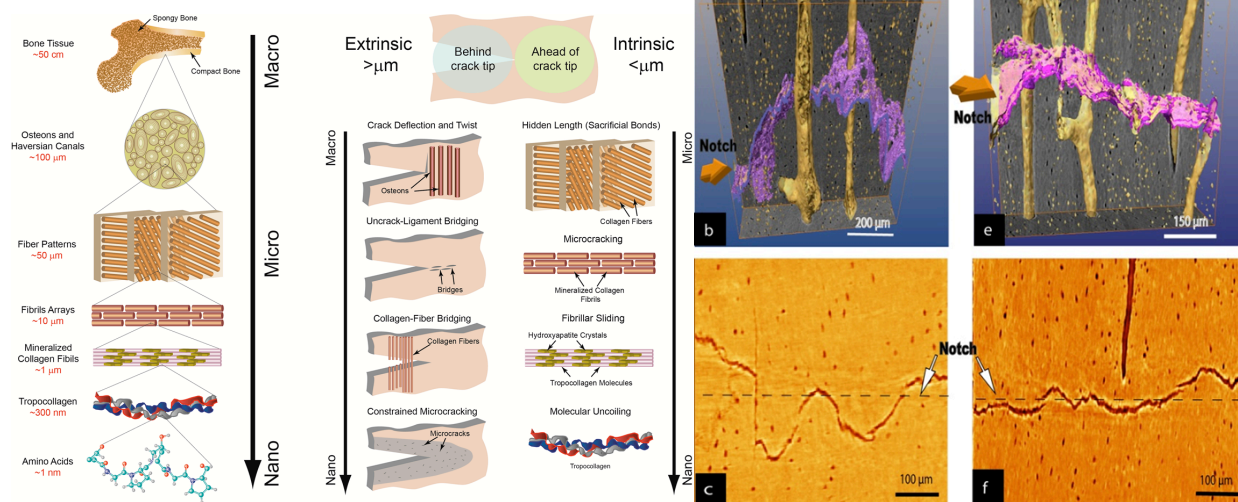 Spongy Bone
Bone Tissue
~50 cm
Compact Bone
Osteons and
Haversian Canals
~100 µm
Fiber Patterns
~50 µm
Fibrils Arrays
~10 µm
Mineralized
Collagen Fibils
~1 µm
Tropocollagen
~300 nm
Amino Acids
~1 nm
Macro
Micro
Nano
Extrinsic
>µm
Behind
crack tip
Ahead of
crack tip
Intrinsic
<µm
Macro
Nano
Crack Deflection and Twist
Osteons
Uncrack-Ligament Bridging
Bridges
Collagen-Fiber Bridging
Collagen Fibers
Constrained Microcracking
Microcracks
Hidden Length (Sacrificial Bonds)
Collagen Fibers
Microcracking
Mineralized Collagen
Fibrils
Fibrillar Sliding
Hydroxyapatite Crystals
Tropocollagen Molecules
Molecular Uncoiling
Tropocollagen
Micro
Nano
Notch
b
200 µm
Notch
e
150 µm
Notch
c
100 µm
f
100 µm